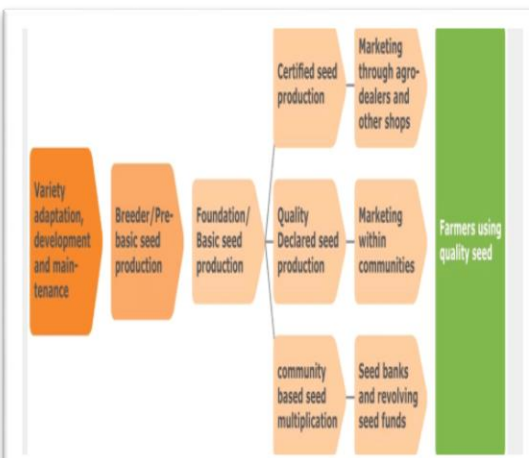 Variety
adaptation,
development
and main-
tenance
Breeder/Pre-
basic seed
production
Foundation/
Basic seed
production
Certified seed
production
Marketing
through agro-
dealers and
other shops
Quality
Declared seed
production
Marketing
within
communities
community
based seed
multiplication
Seed banks
and revolving
seed funds
Farmers using
quality seed